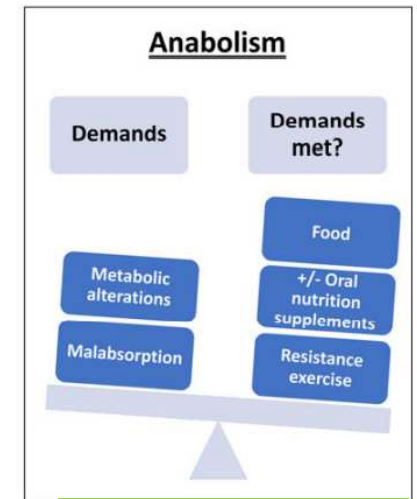 Anabolism
Demands
Demands
met?
Food
Metabolic
alterations
+/- Oral
nutrition
supplements
Malabsorption
Resistance
exercise